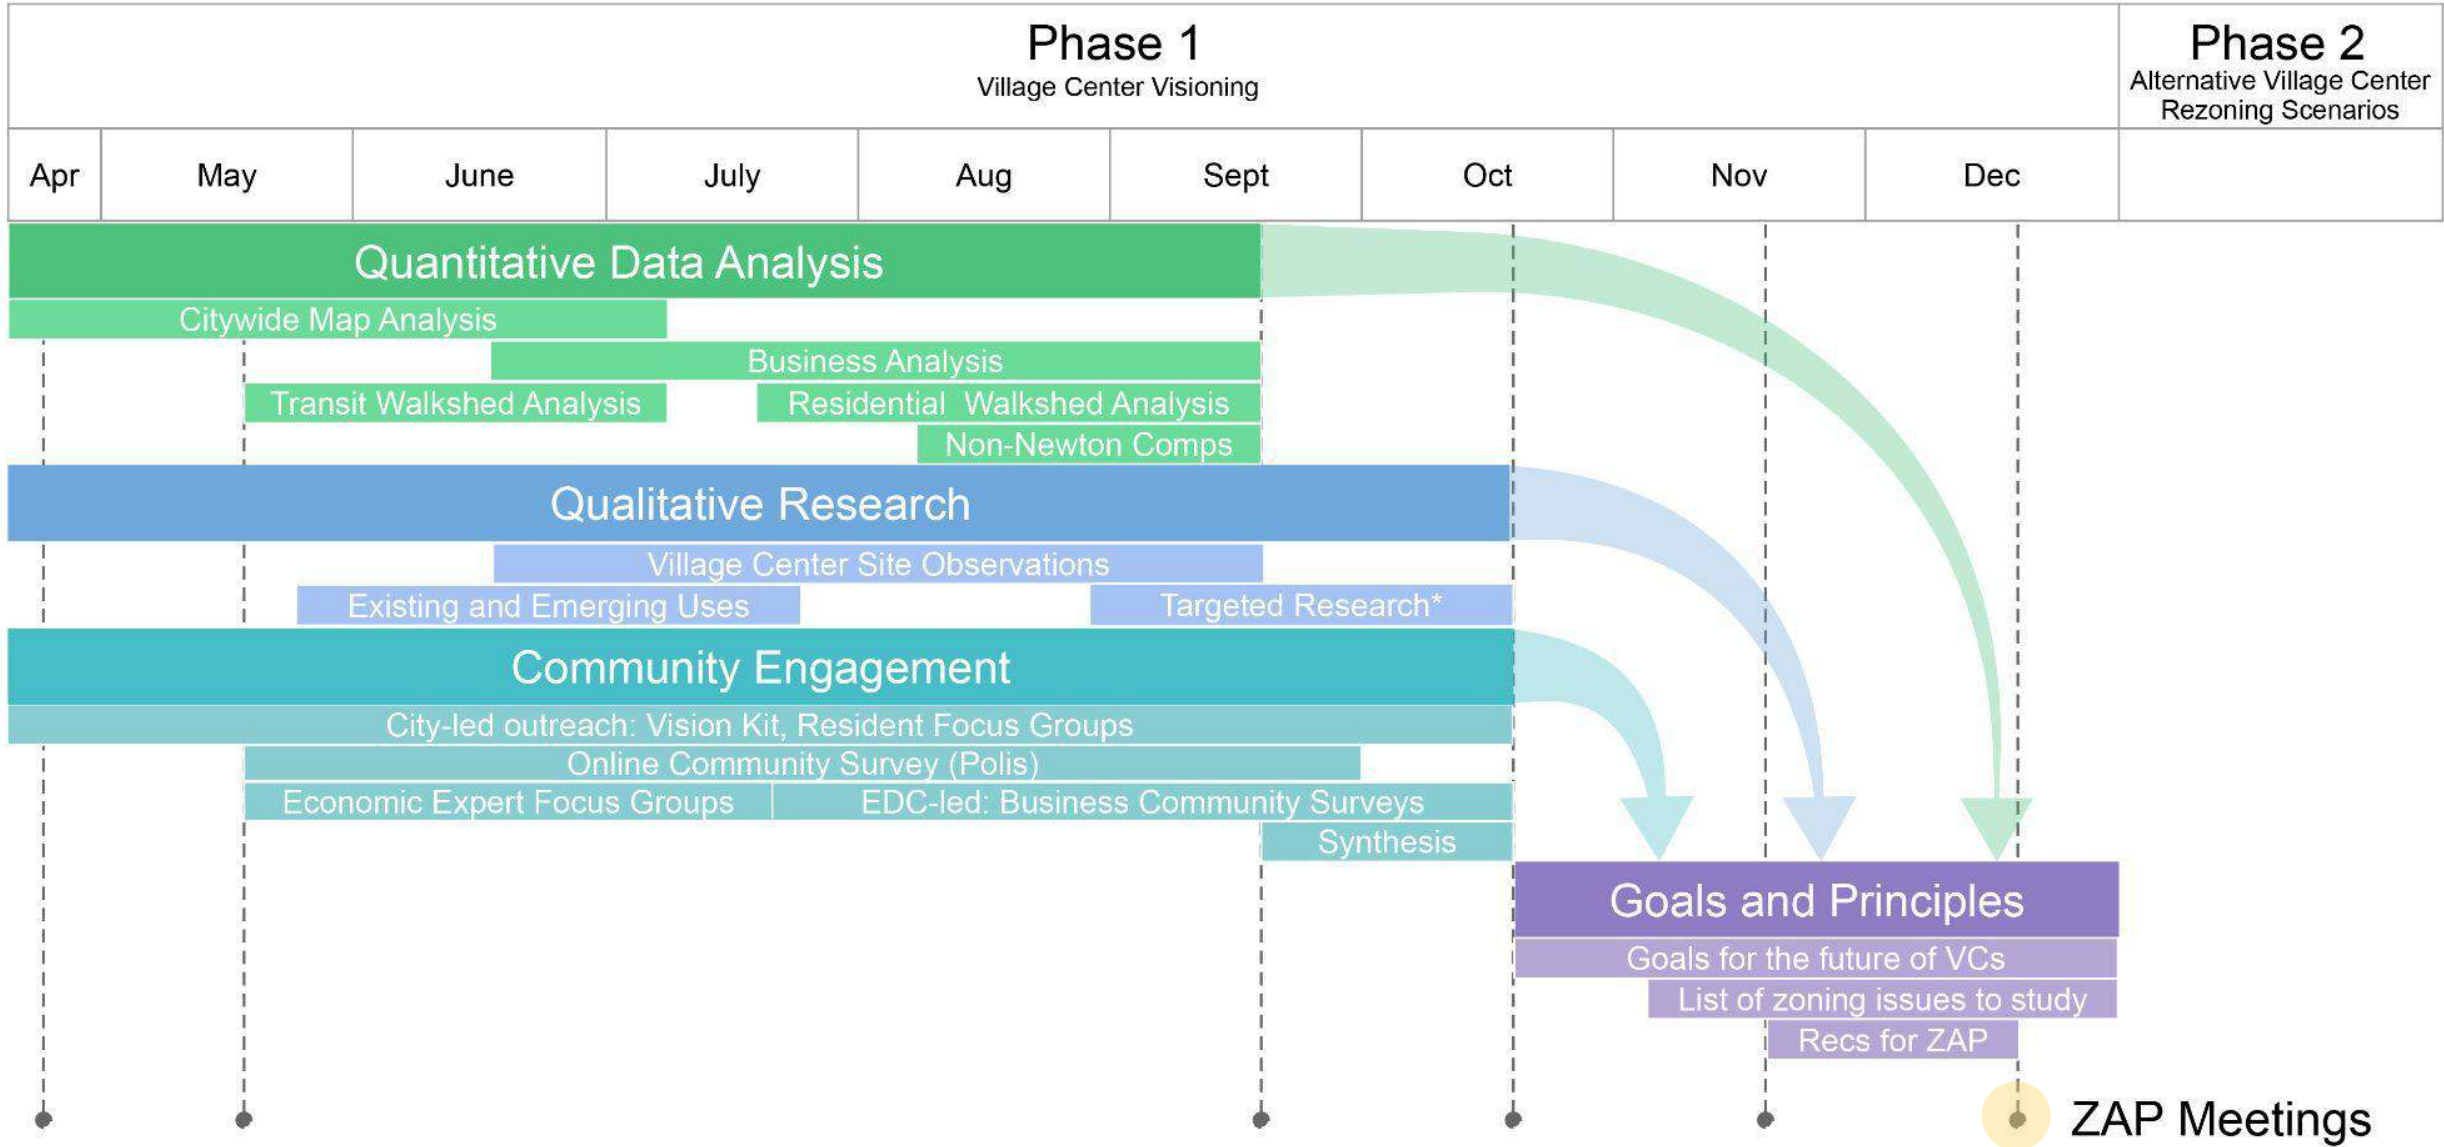 Phase 1
Village Center Visioning
Phase 2
Alternative Village Center
Rezoning Scenarios
Apr
May
June
July
Aug
Sept
Oct
Nov
Dec
Quantitative Data Analysis
Citywide Map Analysis
Business Analysis
Transit Walkshed Analysis
Residential Walkshed Analysis
Non-Newton Comps
Qualitative Research
Village Center Site Observations
Existing and Emerging Uses
Targeted Research*
Community Engagement
City-led outreach: Vision Kit, Resident Focus Groups
Online Community Survey (Polis)
Economic Expert Focus Groups
EDC-led: Business Community Surveys
Synthesis
Goals and Principles
Goals for the future of VCs
List of zoning issues to study
Recs for ZAP
ZAP Meetings